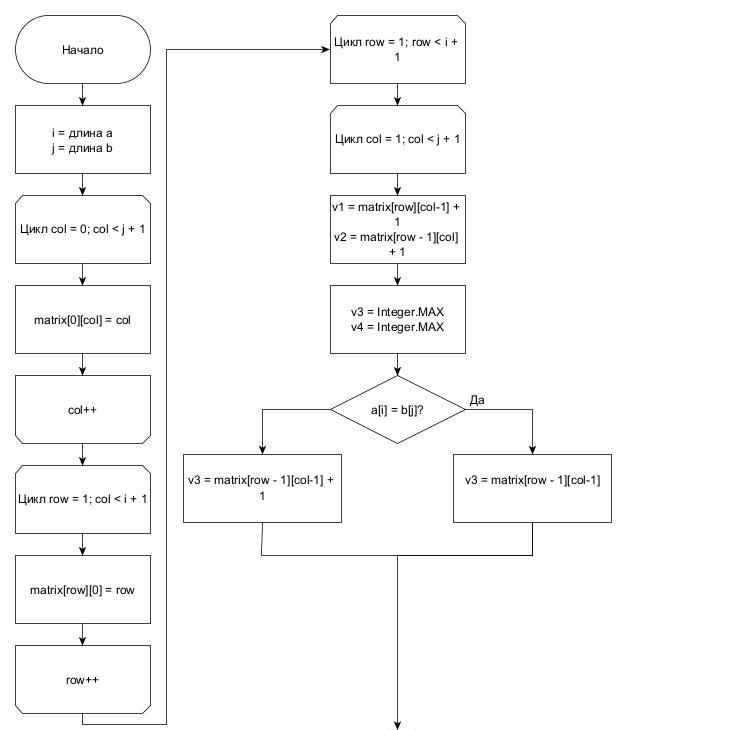 Начало
i = длина a
j = длина b
Цикл col = 0; col < j + 1
matrix[0][col] = col
col++
Цикл row = 1; col < i + 1
matrix[row][0] = row
row++
Цикл row = 1; row < i +
1
Цикл col = 1; col < j + 1
v1 = matrix[row][col-1] +
1
v2 = matrix[row - 1][col]
+ 1
v3 = Integer.MAX
v4 = Integer.MAX
a[i] = b[j]?
Да
v3 = matrix[row - 1][col-1] +
1
v3 = matrix[row - 1][col-1]